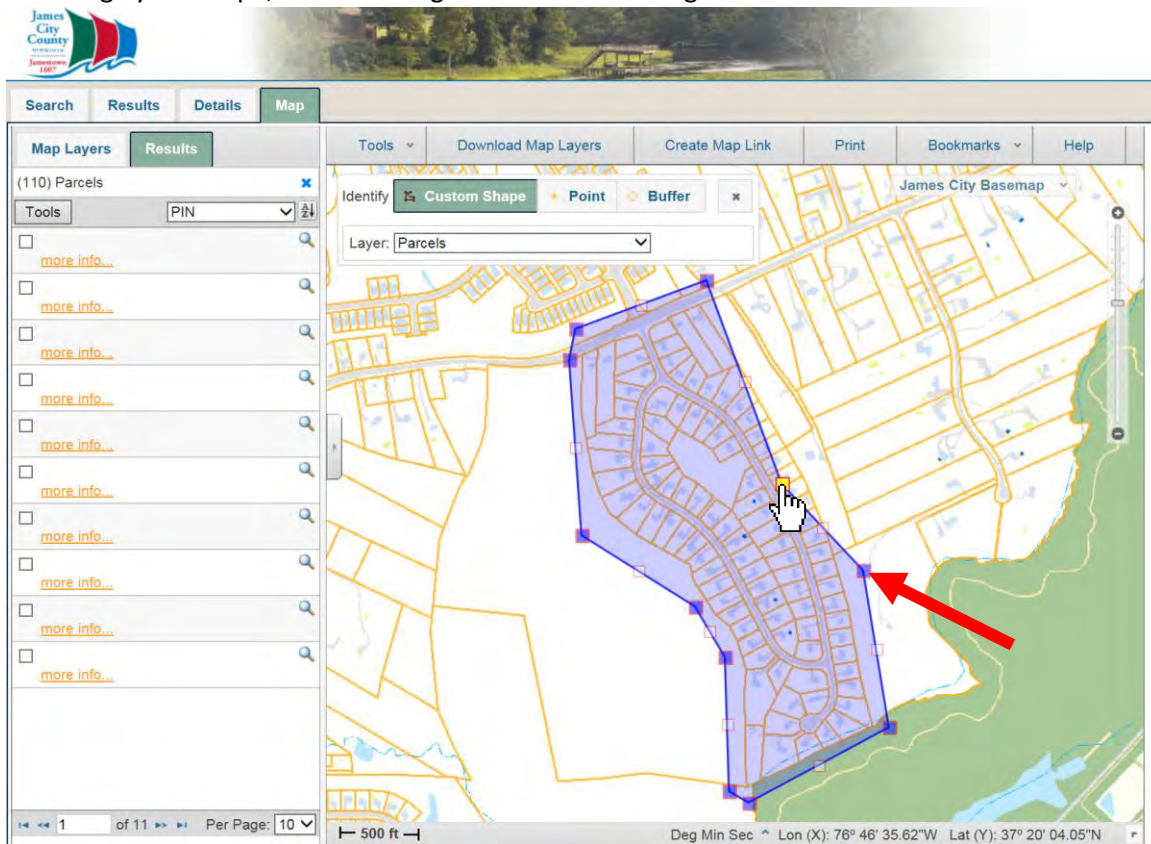 James
City
County
Jamestown
1607
Search Results Details Map
Map Layers Results
Tools Download Map Layers Create Map Link Print Bookmarks Help
(110) Parcels
Identify Custom Shape Point Buffer
James City Basemap
Tools PIN
Layer: Parcels
more info...
more info...
more info...
more info...
more info...
more info...
more info...
more info...
more info...
more info...
1 of 11 Per Page: 10
500 ft Deg Min Sec Lon (X): 76º 46' 35.62"W Lat (Y): 37º 20' 04.05"N